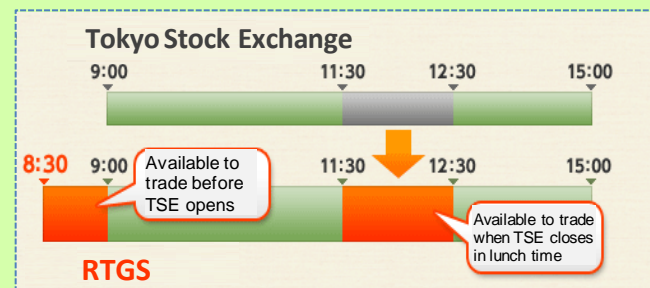 Tokyo Stock Exchange
9:00 11:30 12:30 15:00
8:30 9:00 11:30 12:30 15:00
Available to
trade before
TSE opens
Available to trade
when TSE closes
in lunch time
RTGS